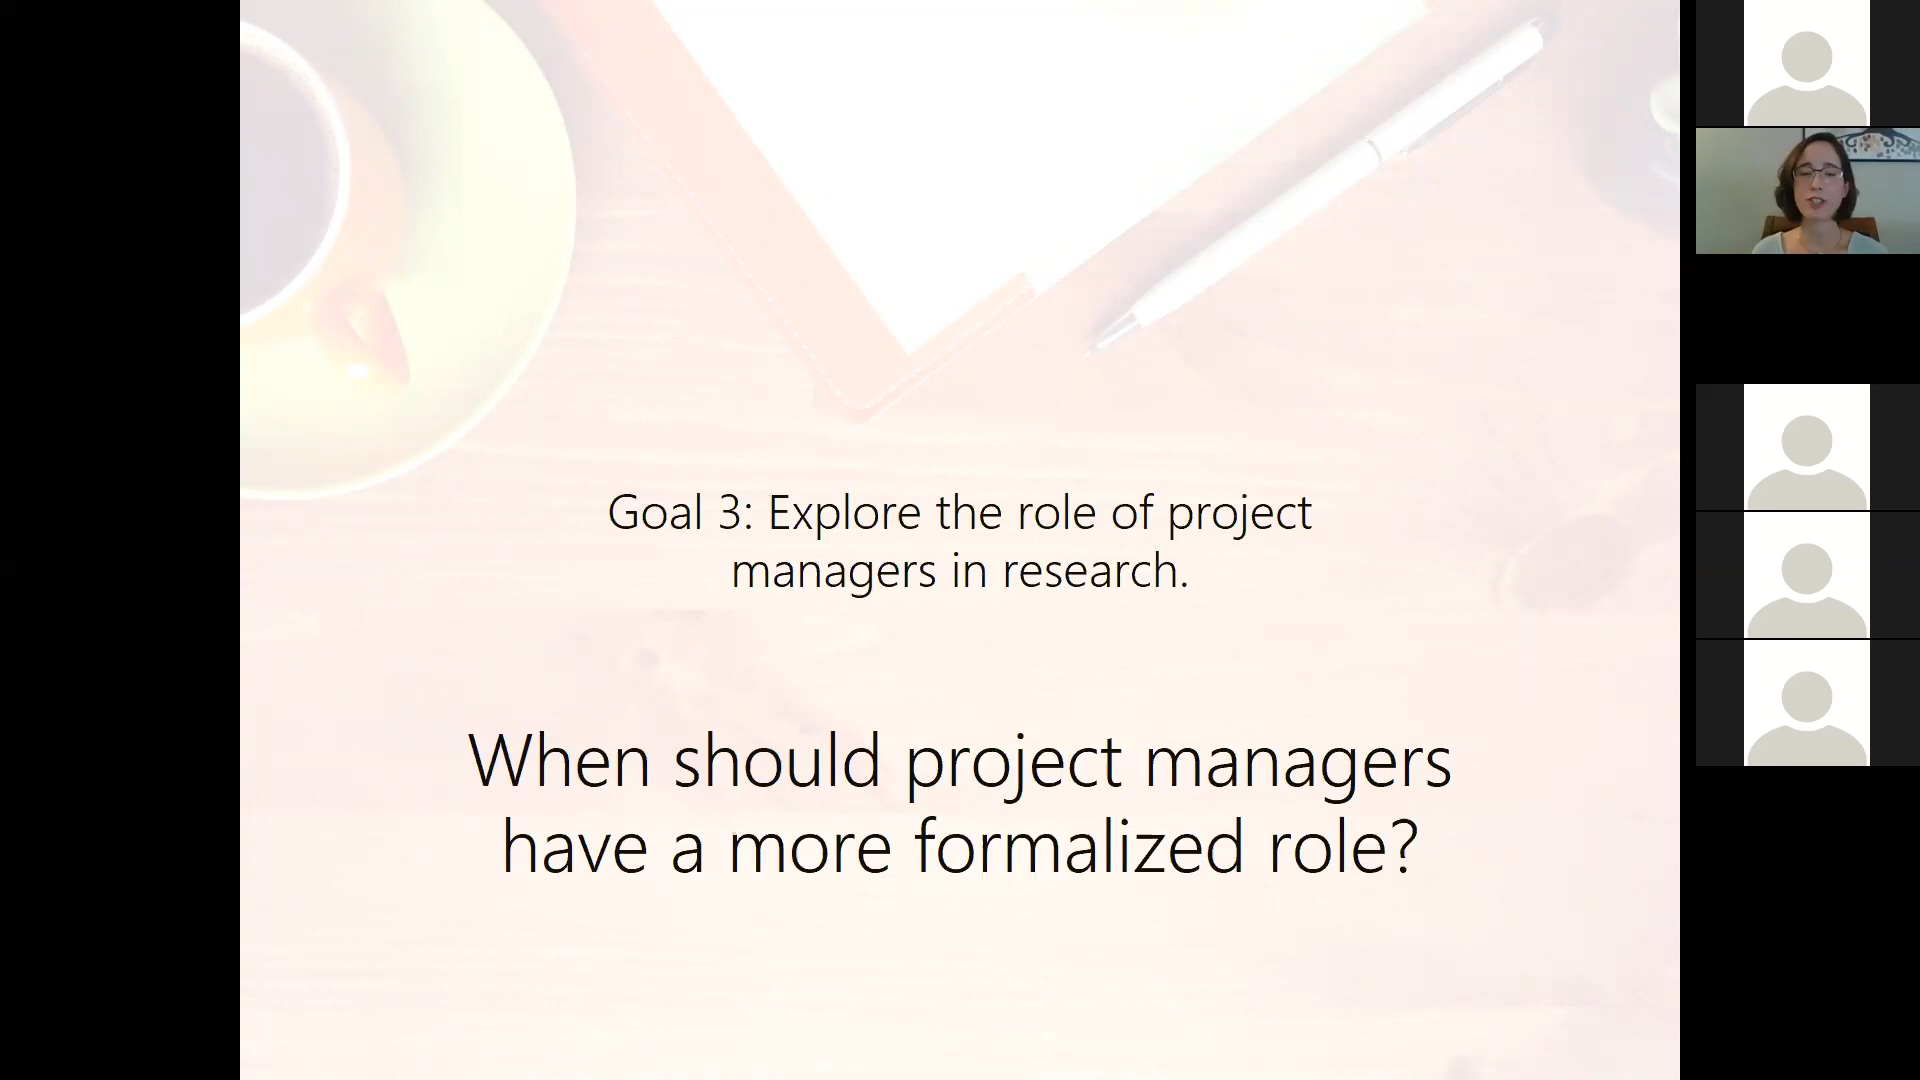 Goal 3: Explore the role of project
managers in research.
When should project managers
have a more formalized role?